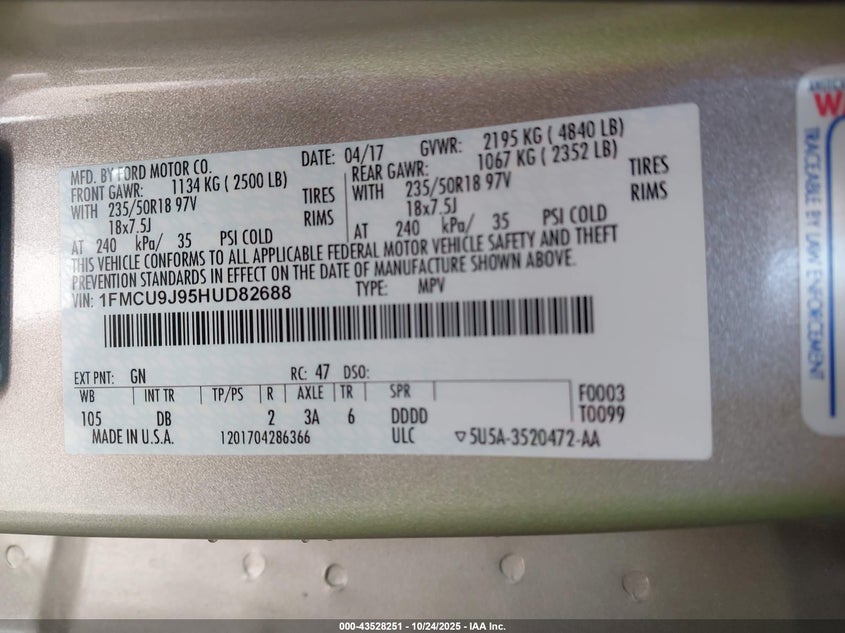 MFD. BY FORD MOTOR CO.
DATE: 04/17
GVWR: 2195 KG ( 4840 LB)
FRONT GAWR: 1134 KG ( 2500 LB)
WITH 235/50R18 97V TIRES
18x7.5J RIMS
AT 240 kPa/ 35 PSI COLD
REAR GAWR: 1067 KG ( 2352 LB)
WITH 235/50R18 97V TIRES
18x7.5J RIMS
AT 240 kPa/ 35 PSI COLD
THIS VEHICLE CONFORMS TO ALL APPLICABLE FEDERAL MOTOR VEHICLE SAFETY AND THEFT
PREVENTION STANDARDS IN EFFECT ON THE DATE OF MANUFACTURE SHOWN ABOVE.
VIN: 1FMCU9J95HUD82688 TYPE: MPV
EXT PNT: GN RC: 47 DSO:
WB INT TR TP/PS R AXLE TR SPR
105 DB 2 3A 6 DDDD
F0003
T0099
MADE IN U.S.A. 1201704286366 ULC ▽5U5A-3520472-AA
TRACEABLE BY LAW ENFORCEMENT
000-43528251 - 10/24/2025 - IAA Inc.